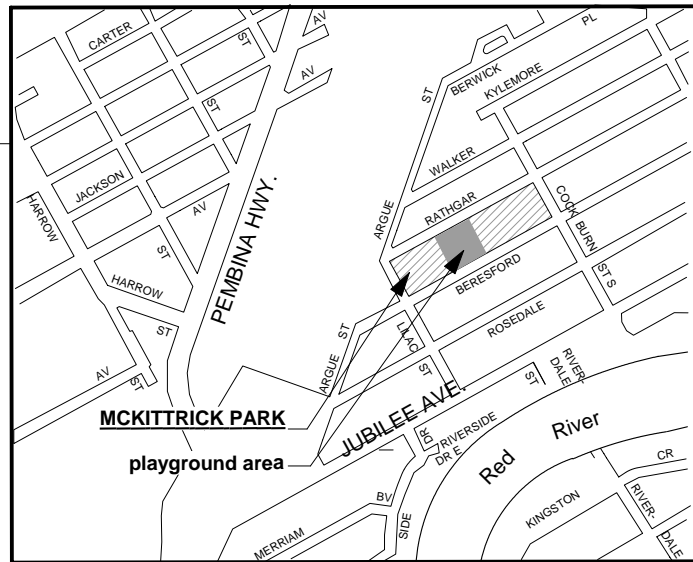 CARTER
AV
ST
AV
ST
JACKSON
AV
HARROW
ST
HARROW
ST
AV
ST
PEMBINA HWY.
ST
BERWICK
PL
KYLEMORE
WALKER
RATHGAR
ARGUE
COCKBURN
ST S
BERESFORD
ROSEDALE
LILAC
ST
ST
ARGUE
JUBILEE AVE.
MCKITTRICK PARK
playground area
ST
RIVER-
DALE
RIVERSIDE
DR E
DR
Red River
BV
MERRIAM
SIDE
KINGSTON
CR
RIVER-
DALE